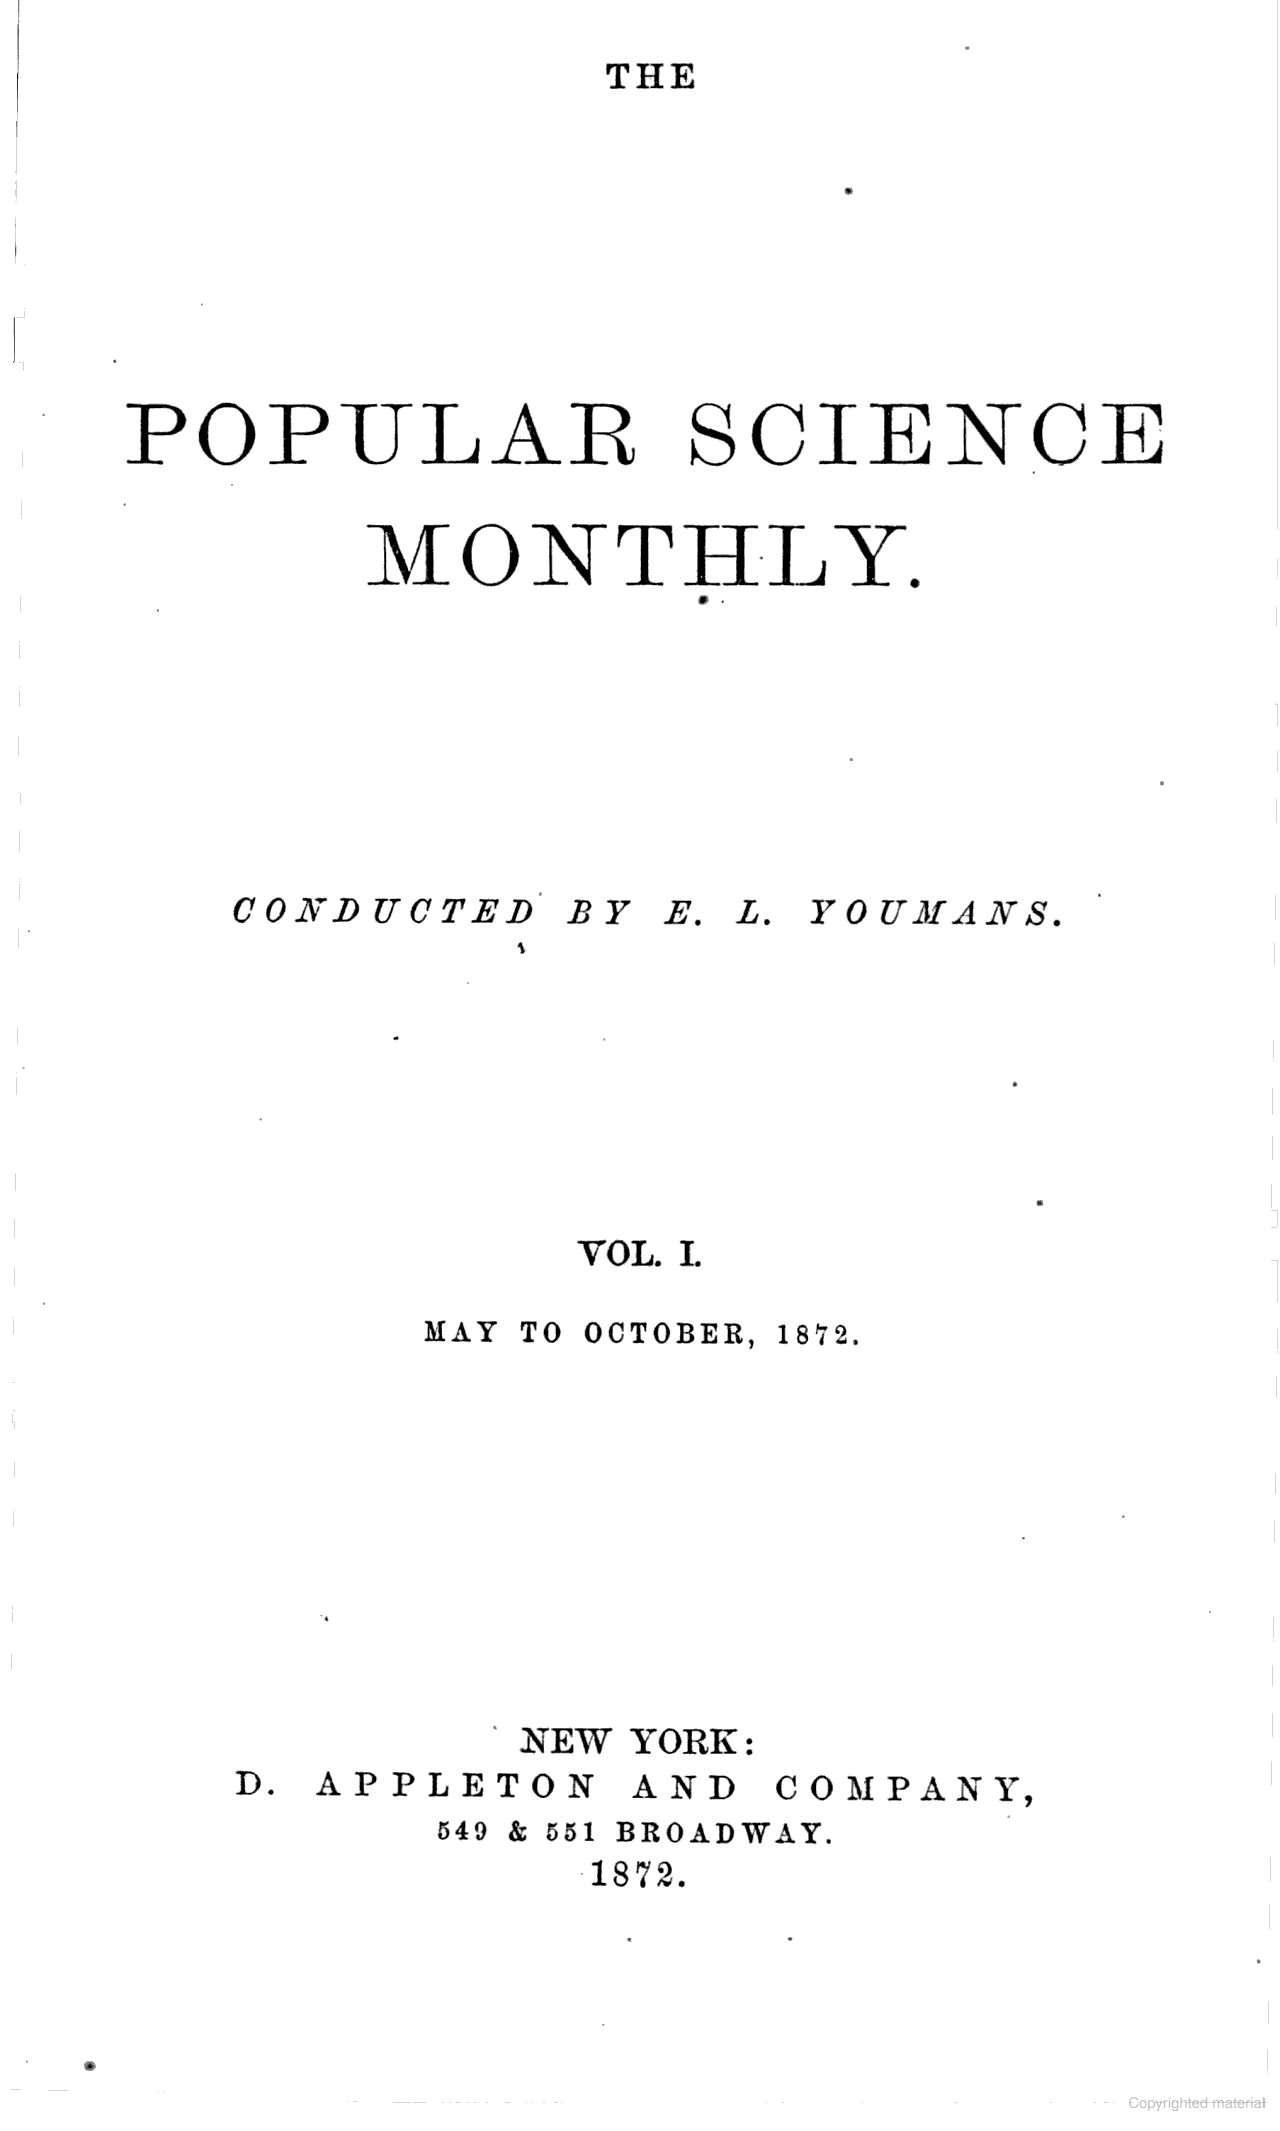 THE
POPULAR SCIENCE
MONTHLY.
CONDUCTED BY E. L. YOUMANS.
VOL. I.
MAY TO OCTOBER, 1872.
NEW YORK:
D. APPLETON AND COMPANY,
549 & 551 BROADWAY.
1872.
Copyrighted material